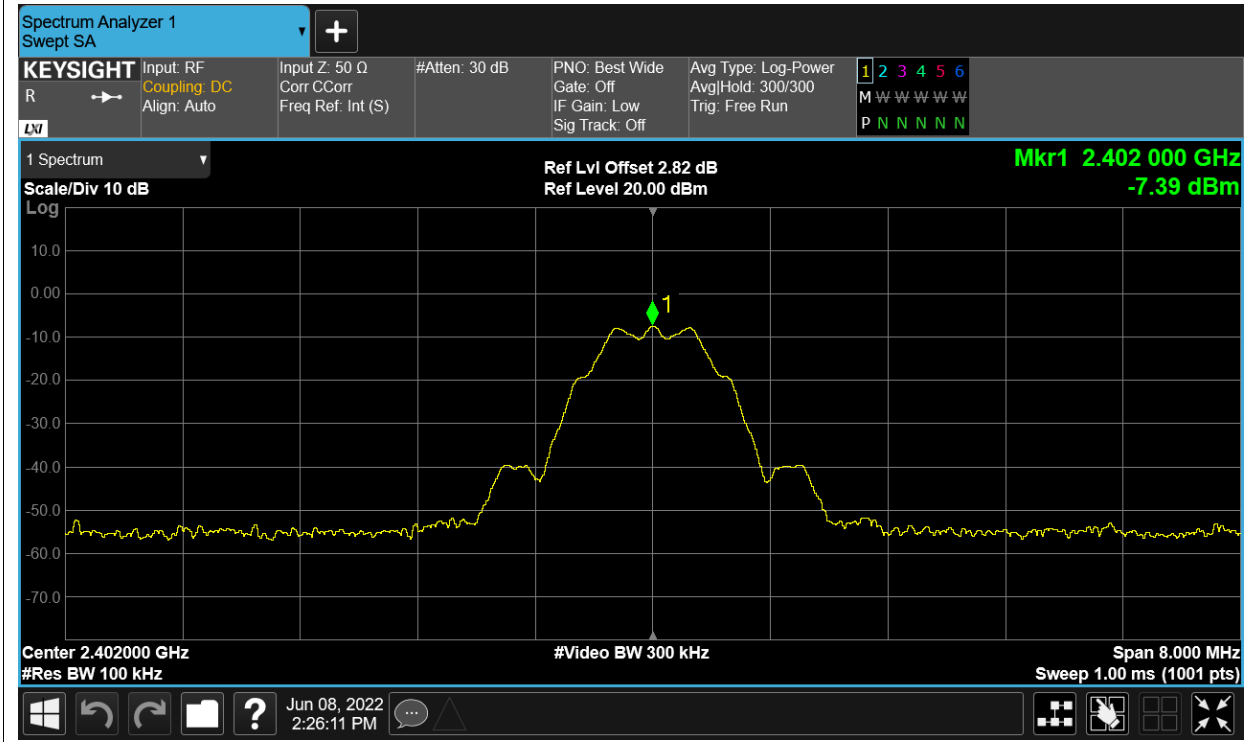 Spectrum Analyzer 1
Swept SA
KEYSIGHT
R
LXI
Input: RF
Coupling: DC
Align: Auto
Input Z: 50 Ω
Corr CCorr
Freq Ref: Int (S)
#Atten: 30 dB
PNO: Best Wide
Gate: Off
IF Gain: Low
Sig Track: Off
Avg Type: Log-Power
Avg|Hold: 300/300
Trig: Free Run
1 2 3 4 5 6
M W W W W W
P N N N N N
1 Spectrum
Scale/Div 10 dB
Log
Ref Lvl Offset 2.82 dB
Ref Level 20.00 dBm
Mkr1 2.402 000 GHz
-7.39 dBm
10.0
0.00
-10.0
-20.0
-30.0
-40.0
-50.0
-60.0
-70.0
1
Center 2.402000 GHz
#Res BW 100 kHz
#Video BW 300 kHz
Span 8.000 MHz
Sweep 1.00 ms (1001 pts)
?
Jun 08, 2022
2:26:11 PM